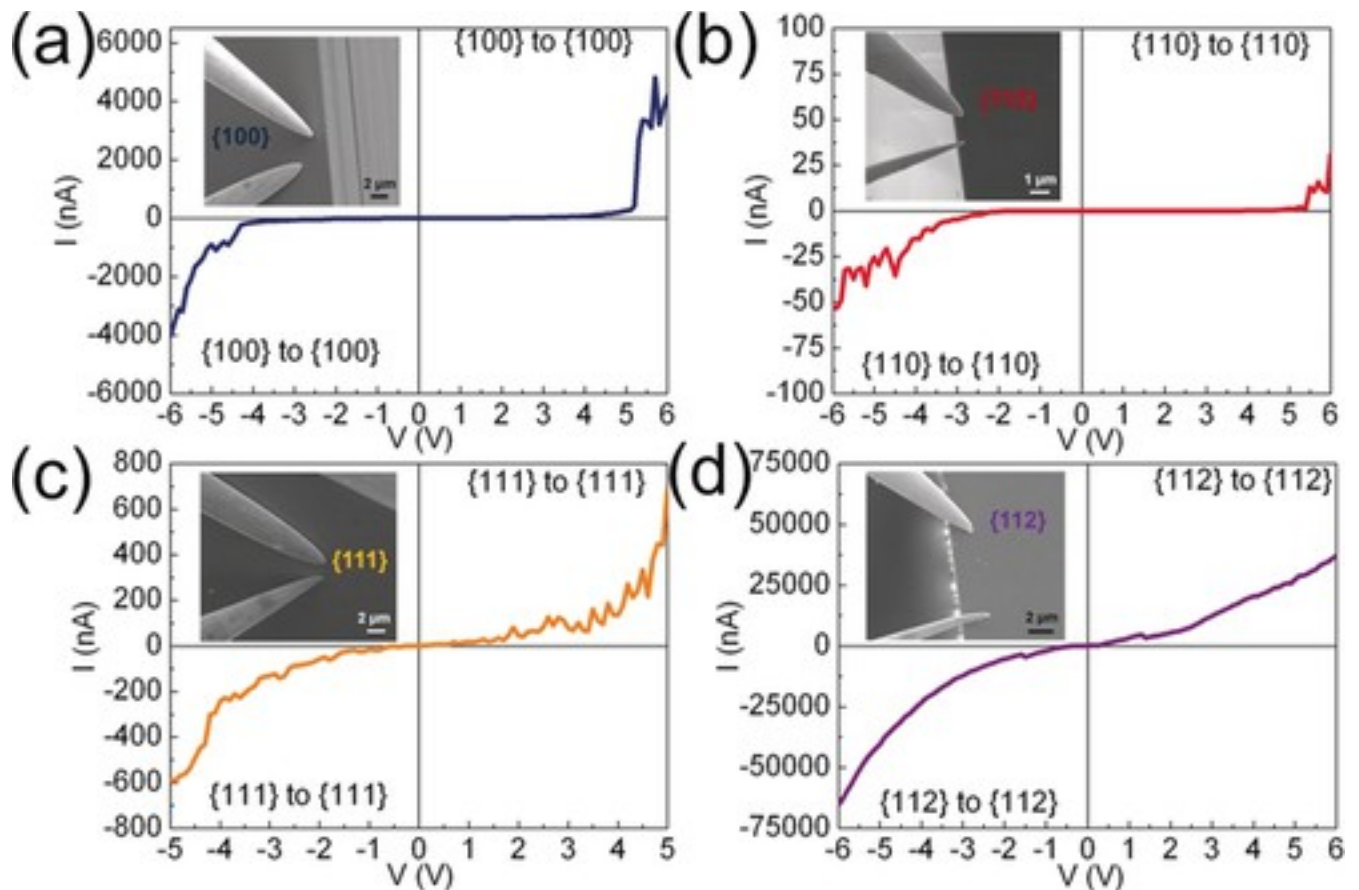 (a)
6000
4000
2000
0
-2000
-4000
-6000
I (nA)
{100} to {100}
{100}
2 µm
{100} to {100}
-6 -5 -4 -3 -2 -1 0 1 2 3 4 5 6
V (V)
(b)
100
75
50
25
0
-25
-50
-75
-100
I (nA)
{110} to {110}
{110}
1 µm
{110} to {110}
-6 -5 -4 -3 -2 -1 0 1 2 3 4 5 6
V (V)
(c)
800
600
400
200
0
-200
-400
-600
-800
I (nA)
{111} to {111}
{111}
2 µm
{111} to {111}
-5 -4 -3 -2 -1 0 1 2 3 4 5
V (V)
(d)
75000
50000
25000
0
-25000
-50000
-75000
I (nA)
{112} to {112}
{112}
2 µm
{112} to {112}
-6 -5 -4 -3 -2 -1 0 1 2 3 4 5 6
V (V)